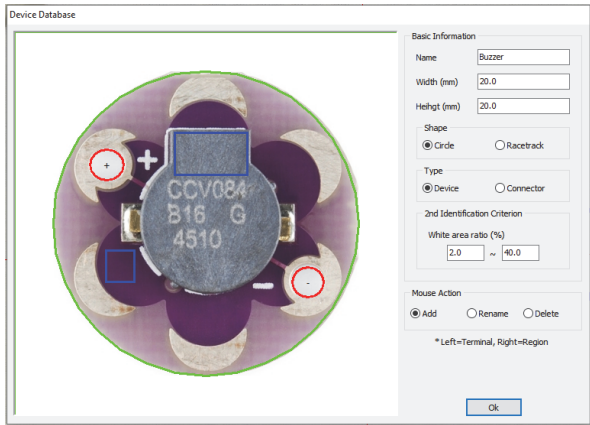 Device Database
Basic Information
Name Buzzer
Width (mm) 20.0
Heihgt (mm) 20.0
Shape
Circle Racetrack
Type
Device Connector
2nd Identification Criterion
White area ratio (%)
2.0 ~ 40.0
Mouse Action
Add Rename Delete
* Left=Terminal, Right=Region
Ok
+
+
CCV084
B16 G
4510
-
-